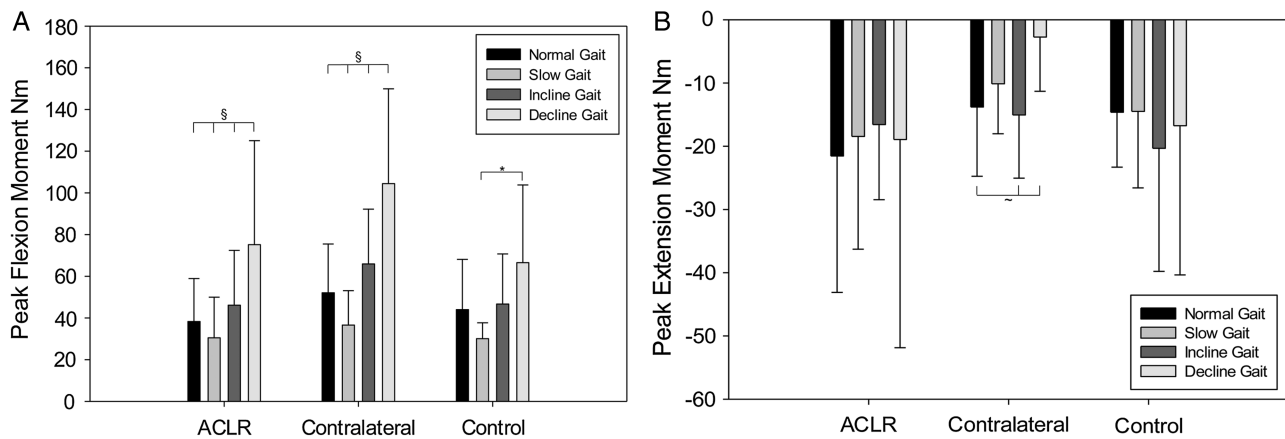 A
Peak Flexion Moment Nm
180
160
140
120
100
80
60
40
20
0
§
§
*
Normal Gait
Slow Gait
Incline Gait
Decline Gait
ACLR
Contralateral
Control
B
Peak Extension Moment Nm
0
-10
-20
-30
-40
-50
-60
~
Normal Gait
Slow Gait
Incline Gait
Decline Gait
ACLR
Contralateral
Control